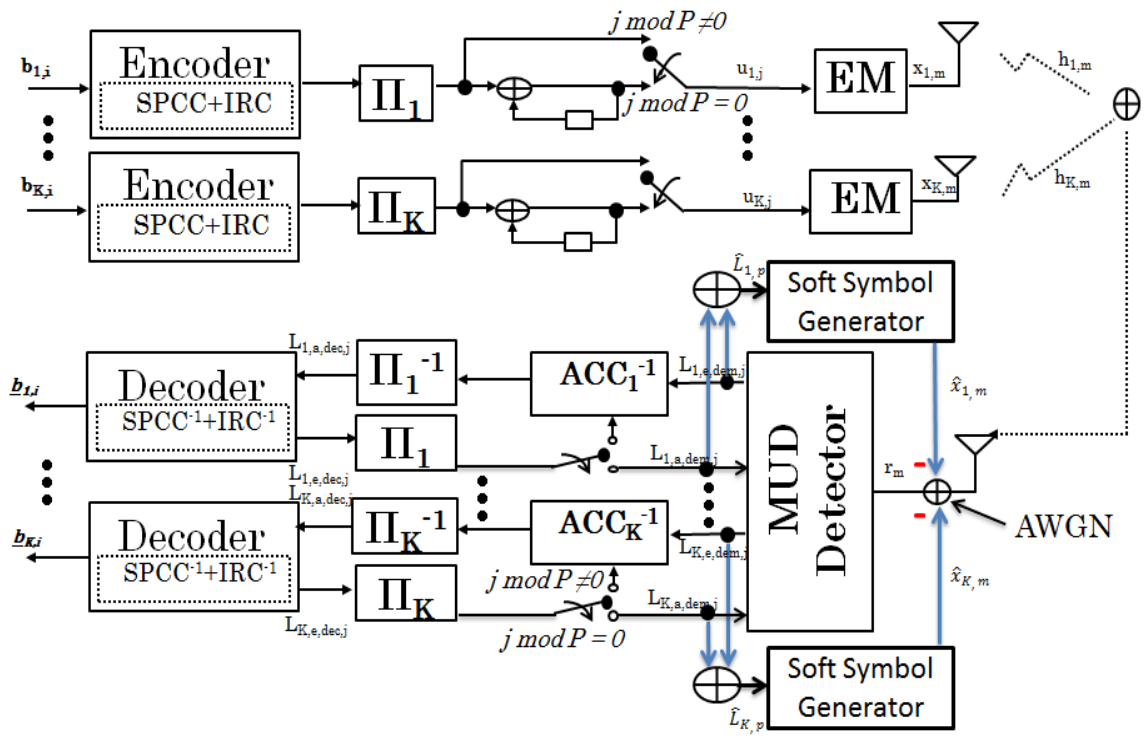 j mod P ≠0
b1,i
Encoder
SPCC+IRC
Π1
j mod P = 0
u1,j
EM
x1,m
h1,m
bK,i
Encoder
SPCC+IRC
ΠK
uK,j
EM
xK,m
hK,m
L̂1, p
Soft Symbol
Generator
L1,a,dec,j
Π1-1
ACC1-1
L1,e,dem,j
x̂1, m
b1,i
Decoder
SPCC-1+IRC-1
Π1
L1,a,dem,j
MUD
Detector
rm
-
L1,e,dec,j
LK,a,dec,j
ΠK-1
ACCK-1
-
AWGN
bK,i
Decoder
SPCC-1+IRC-1
LK,e,dem,j
x̂K, m
j mod P ≠0
ΠK
LK,a,dem,j
LK,e,dec,j
j mod P = 0
Soft Symbol
Generator
L̂K, p